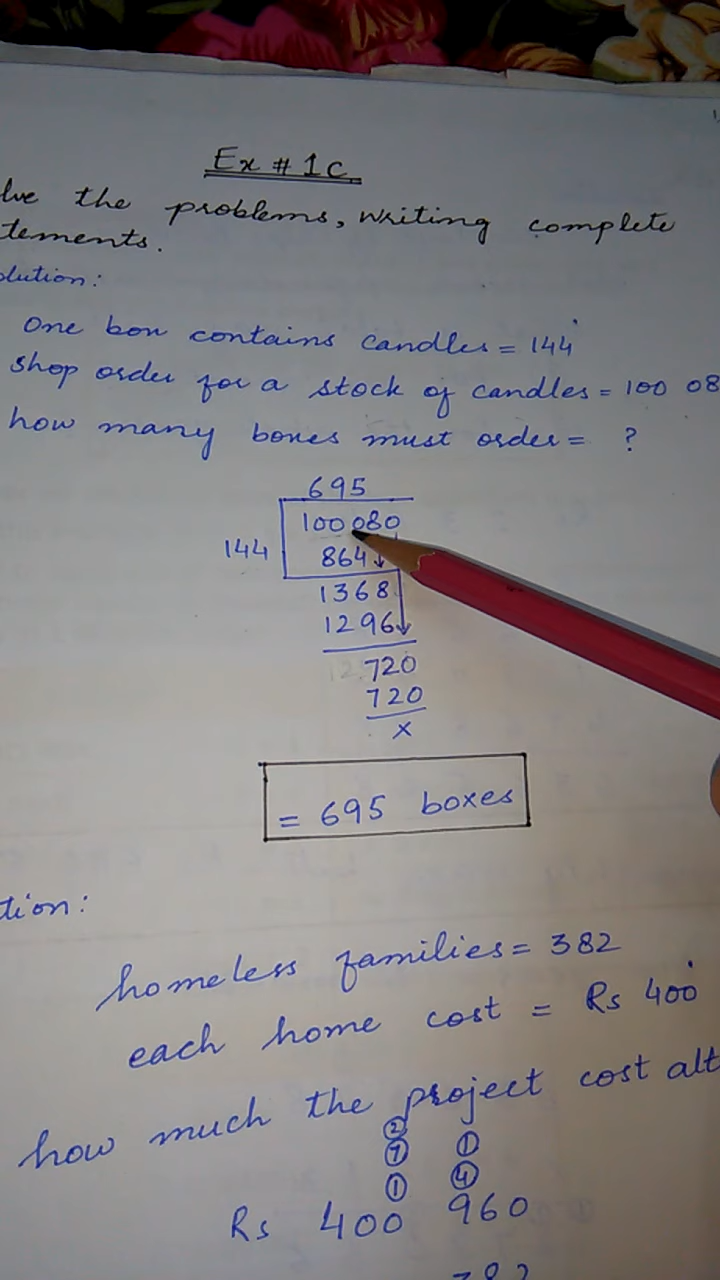 Ex # 1c
lve the problems, writing complete
tements.
olution:
One box contains candles = 144
shop order for a stock of candles = 100 08
how many boxes must order = ?
695
144 100080
864
1368
1296
720
720
x
= 695 boxes
tion:
homeless families = 382
each home cost = Rs 400
how much the project cost alt
2
7 1
1 4
Rs 400 960
382